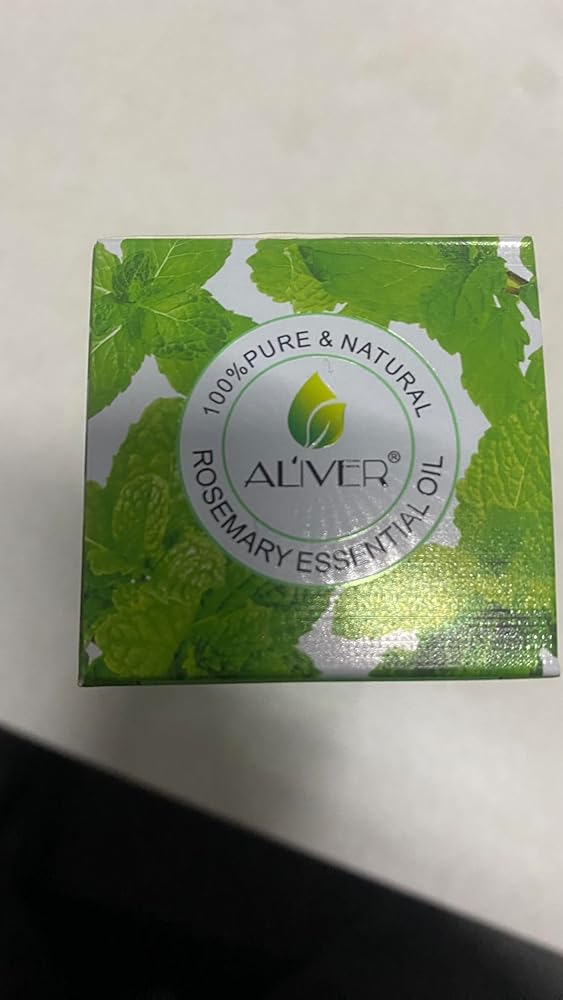 100%PURE & NATURAL
AL'IVER®
ROSEMARY ESSENTIAL OIL